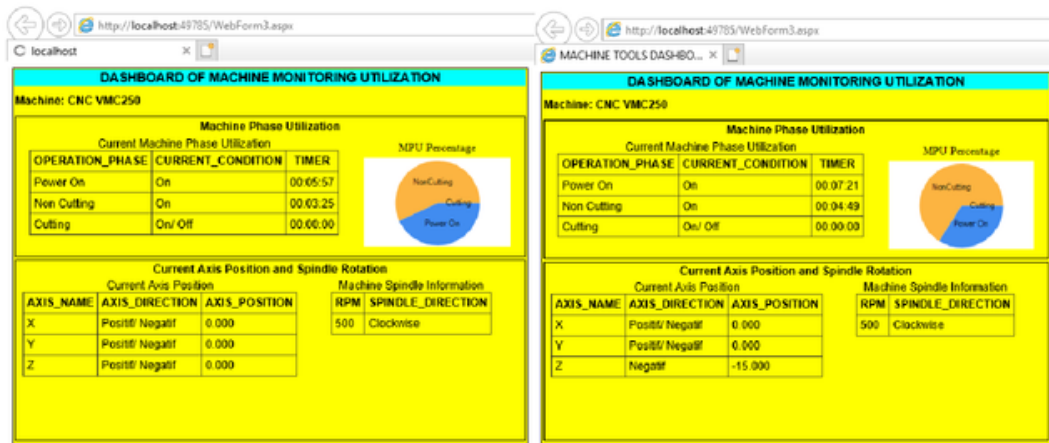 http://localhost:49785/WebForm3.aspx
localhost
DASHBOARD OF MACHINE MONITORING UTILIZATION
Machine: CNC VMC250
Machine Phase Utilization
Current Machine Phase Utilization
OPERATION_PHASE CURRENT_CONDITION TIMER
Power On On 00:05:57
Non Cutting On 00:03:25
Cutting On/ Off 00:00:00
MPU Percentage
NonCutting
Cutting
Power On
Current Axis Position and Spindle Rotation
Current Axis Position
AXIS_NAME AXIS_DIRECTION AXIS_POSITION
X Positif/ Negatif 0.000
Y Positif/ Negatif 0.000
Z Positif/ Negatif 0.000
Machine Spindle Information
RPM SPINDLE_DIRECTION
500 Clockwise
http://localhost:49785/WebForm3.aspx
MACHINE TOOLS DASHBO...
DASHBOARD OF MACHINE MONITORING UTILIZATION
Machine: CNC VMC250
Machine Phase Utilization
Current Machine Phase Utilization
OPERATION_PHASE CURRENT_CONDITION TIMER
Power On On 00:07:21
Non Cutting On 00:04:49
Cutting On/ Off 00:00:00
MPU Percentage
NonCutting
Cutting
Power On
Current Axis Position and Spindle Rotation
Current Axis Position
AXIS_NAME AXIS_DIRECTION AXIS_POSITION
X Positif/ Negatif 0.000
Y Positif/ Negatif 0.000
Z Negatif -15.000
Machine Spindle Information
RPM SPINDLE_DIRECTION
500 Clockwise